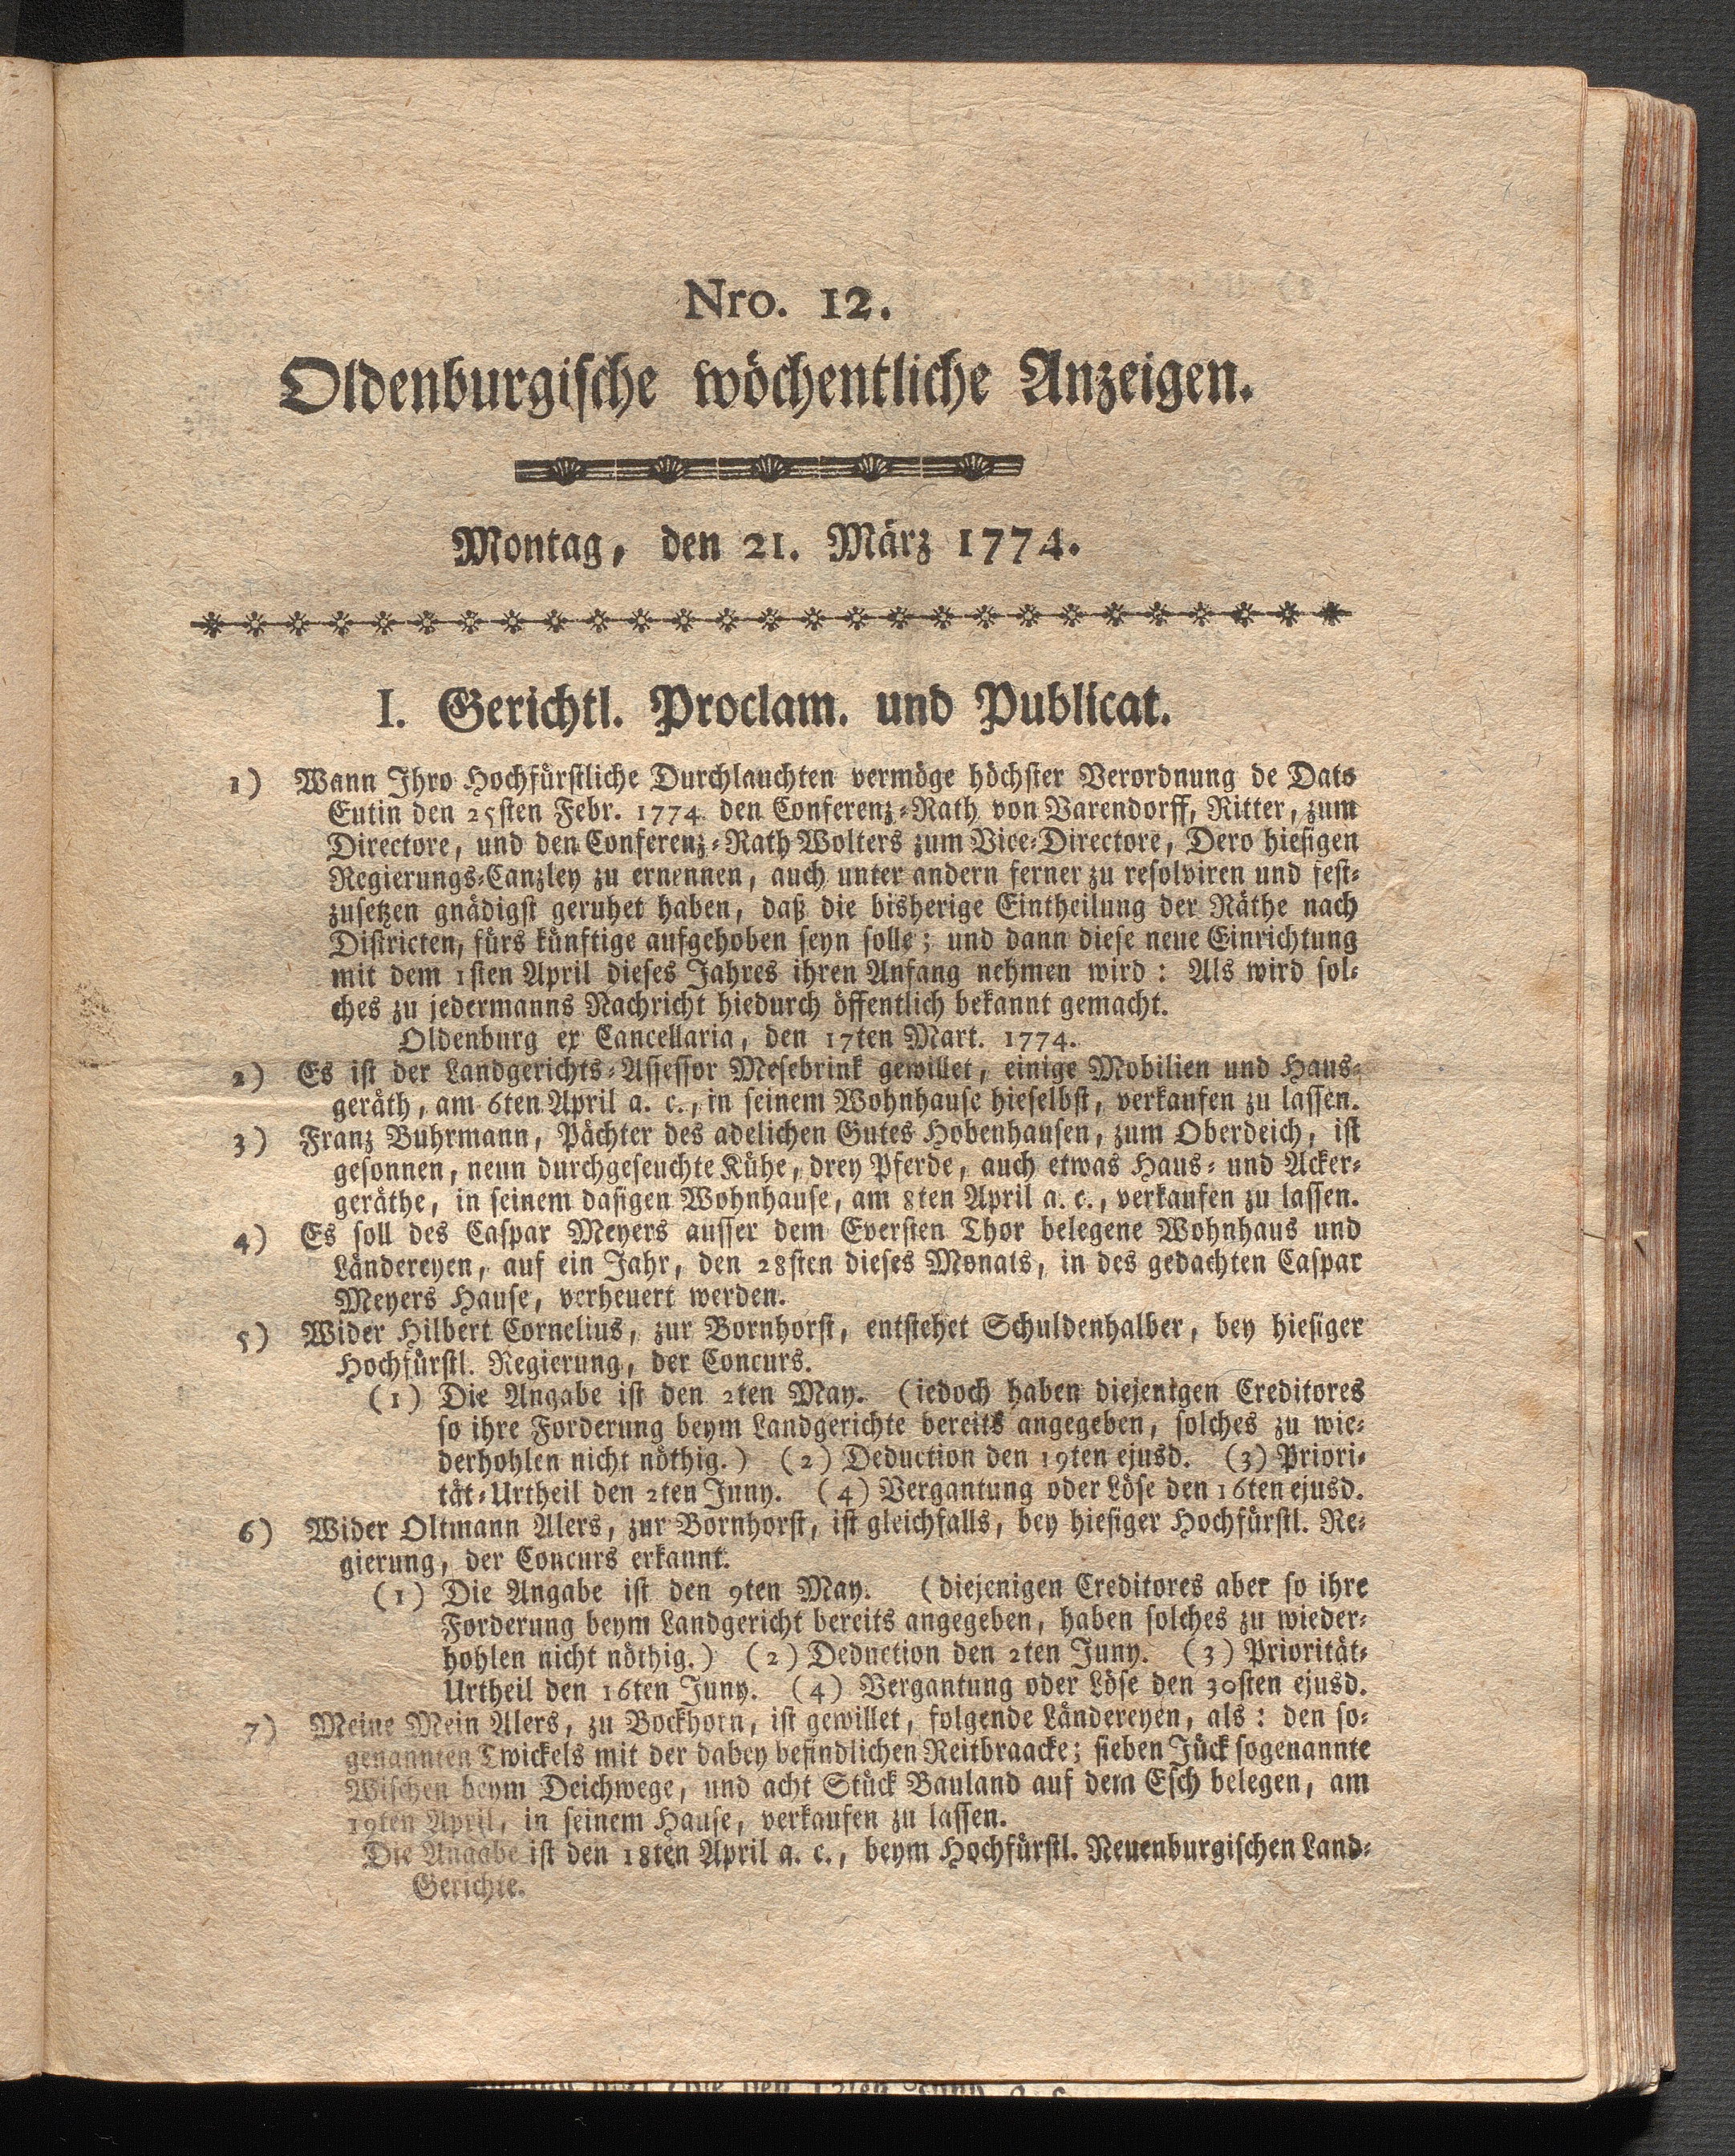 Nro. 12.
Oldenburgische wöchentliche Anzeigen.
Montag, den 21. März 1774.
I. Gerichtl. Proclam. und Publicat.
1) Wann Ihro Hochfürstliche Durchlauchten vermöge höchster Verordnung de Dato
Eutin den 25sten Febr. 1774 den Conferenz-Rath von Varendorff, Ritter, zum
Directore, und den Conferenz-Rath Wolters zum Vice-Directore, Dero hiesigen
Regierungs-Canzley zu ernennen, auch unter andern ferner zu resolviren und fest-
zusetzen gnädigst geruhet haben, daß die bisherige Eintheilung der Räthe nach
Districten, fürs künftige aufgehoben seyn solle; und dann diese neue Einrichtung
mit dem 1sten April dieses Jahres ihren Anfang nehmen wird: Als wird sol-
ches zu jedermanns Nachricht hiedurch öffentlich bekannt gemacht.
Oldenburg ex Cancellaria, den 17ten Mart. 1774.
2) Es ist der Landgerichts-Assessor Mesebrink gewillet, einige Mobilien und Haus-
geräth, am 6ten April a. c., in seinem Wohnhause hieselbst, verkaufen zu lassen.
3) Franz Buhrmann, Pächter des adelichen Gutes Hobenhausen, zum Oberdeich, ist
gesonnen, neun durchgeseuchte Kühe, drey Pferde, auch etwas Haus- und Acker-
geräthe, in seinem dasigen Wohnhause, am 8ten April a. c., verkaufen zu lassen.
4) Es soll des Caspar Meyers ausser dem Eversten Thor belegene Wohnhaus und
Ländereyen, auf ein Jahr, den 28sten dieses Monats, in des gedachten Caspar
Meyers Hause, verheuert werden.
5) Wider Hilbert Cornelius, zur Bornhorst, entstehet Schuldenhalber, bey hiesiger
Hochfürstl. Regierung, der Concurs.
(1) Die Angabe ist den 2ten May. (iedoch haben diejenigen Creditores
so ihre Forderung beym Landgerichte bereits angegeben, solches zu wie-
derhohlen nicht nöthig.) (2) Deduction den 19ten ejusd. (3) Priori-
tät-Urtheil den 2ten Juny. (4) Vergantung oder Löse den 16ten ejusd.
6) Wider Oltmann Alers, zur Bornhorst, ist gleichfalls, bey hiesiger Hochfürstl. Re-
gierung, der Concurs erkannt.
(1) Die Angabe ist den 9ten May. (diejenigen Creditores aber so ihre
Forderung beym Landgericht bereits angegeben, haben solches zu wieder-
hohlen nicht nöthig.) (2) Deduction den 2ten Juny. (3) Priorität-
Urtheil den 16ten Juny. (4) Vergantung oder Löse den 30sten ejusd.
7) Meine Mein Alers, zu Bockhorn, ist gewillet, folgende Ländereyen, als: den so-
genannten Twickels mit der dabey befindlichen Reitbraacke; sieben Jück sogenannte
Wischen beym Deichwege, und acht Stück Bauland auf dem Esch belegen, am
19ten April, in seinem Hause, verkaufen zu lassen.
Die Angabe ist den 18ten April a. c., beym Hochfürstl. Neuenburgischen Land-
Gerichte.